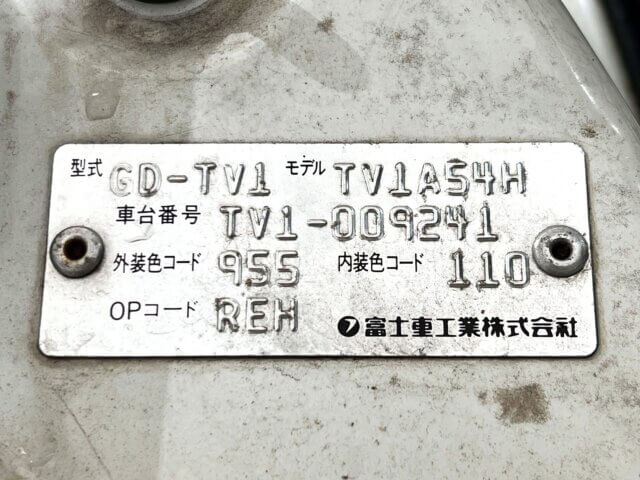 型式 GD-TV1 モデル TV1A54H
車台番号 TV1-009241
外装色コード 955 内装色コード 110
OPコード REH
フ 富士重工業株式会社